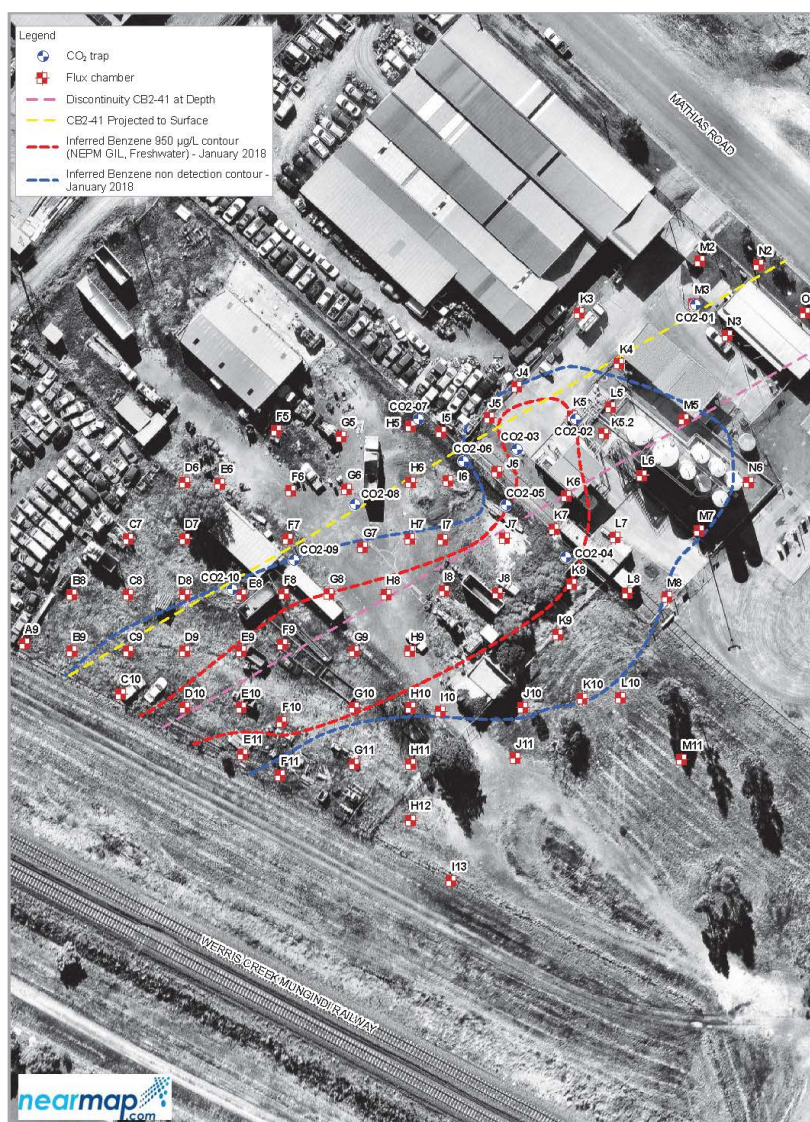 Legend
CO₂ trap
Flux chamber
Discontinuity CB2-41 at Depth
CB2-41 Projected to Surface
Inferred Benzene 950 µg/L contour
(NEPM GIL, Freshwater) - January 2018
Inferred Benzene non detection contour -
January 2018
MATHIAS ROAD
M2
N2
M3
O
CO2-01
K3
N3
K4
J4
L5
M5
J5
K5
CO2-07
F5
G5
H5
I5
CO2-02
K5.2
CO2-03
CO2-06
D6
E6
F6
G6
H6
I6
J6
L6
N6
CO2-08
CO2-05
K6
C7
D7
F7
G7
H7
I7
J7
K7
L7
M7
CO2-09
CO2-04
CO2-10
B8
C8
D8
E8
F8
G8
H8
I8
J8
K8
L8
M8
A9
B9
C9
D9
E9
F9
G9
H9
K9
C10
D10
E10
F10
G10
H10
I10
J10
K10
L10
E11
F11
G11
H11
J11
M11
H12
I13
WERRIS CREEK MUNGINDI RAILWAY
nearmap
.com